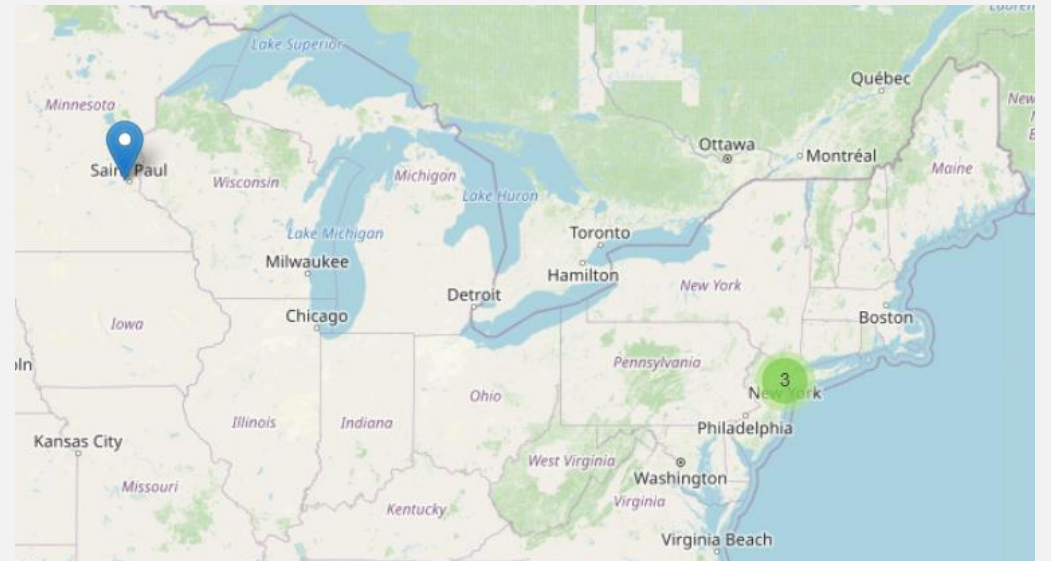 Lake Superior
Québec
Minnesota
Ottawa
Montréal
Saint Paul
Wisconsin
Michigan
Maine
Lake Huron
Lake Michigan
Toronto
Milwaukee
Hamilton
New York
Detroit
Chicago
Boston
Iowa
Pennsylvania
3
New York
Ohio
Illinois
Indiana
Philadelphia
Kansas City
West Virginia
Washington
Missouri
Virginia
Kentucky
Virginia Beach